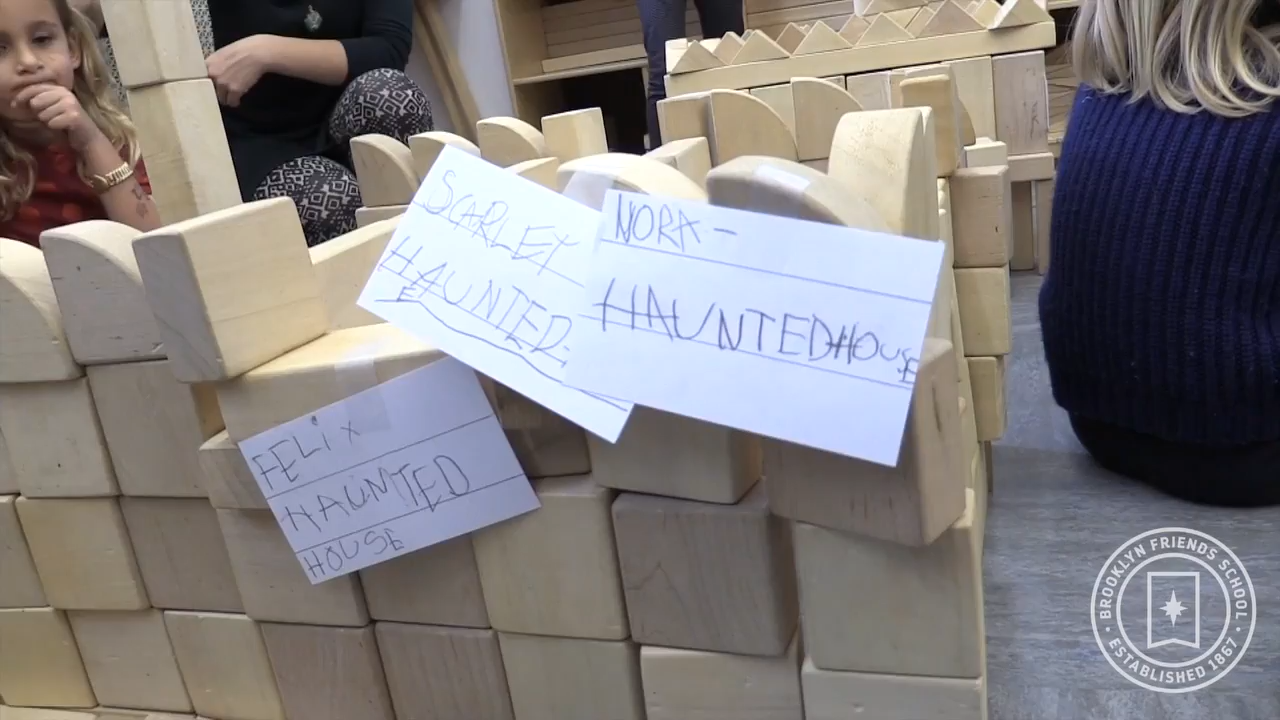 SCARLET
HAUNTED-
NORA-
HAUNTEDHOUSE
FELix
HAUNTED
HOUSE
BROOKLYN FRIENDS SCHOOL
ESTABLISHED 1867